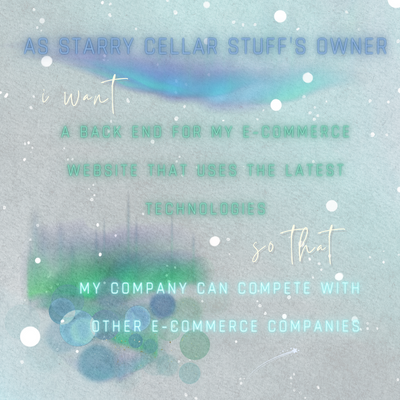 AS STARRY CELLAR STUFF'S OWNER
i want
A BACK END FOR MY E-COMMERCE
WEBSITE THAT USES THE LATEST
TECHNOLOGIES
so that
MY COMPANY CAN COMPETE WITH
OTHER E-COMMERCE COMPANIES